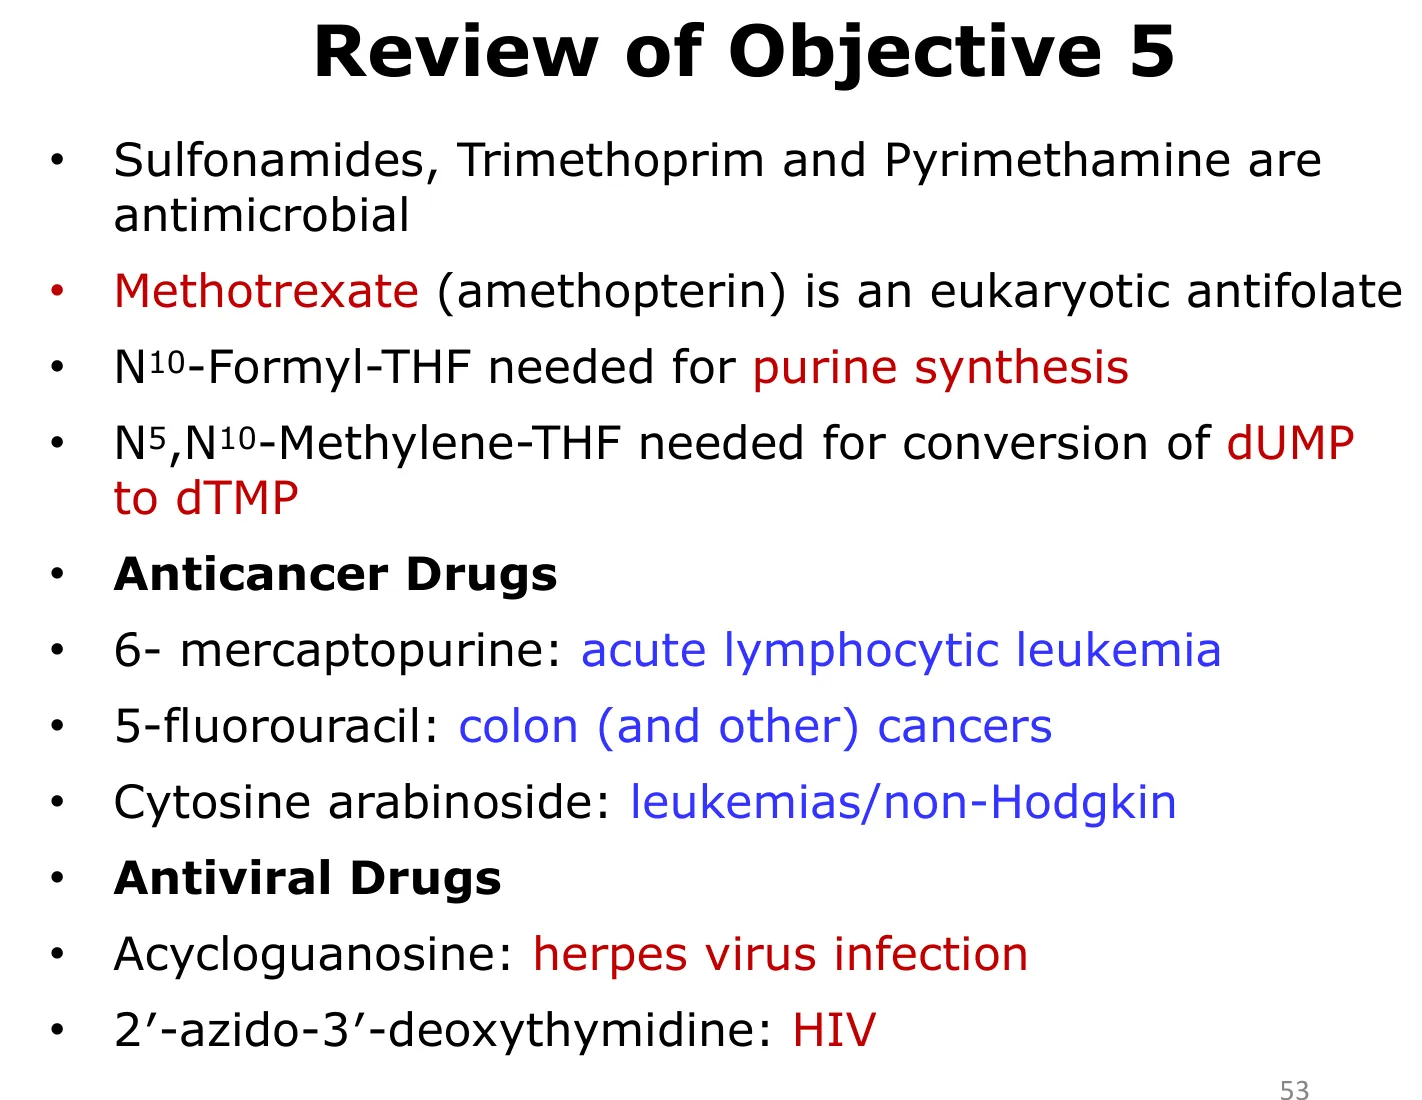 Review of Objective 5
• Sulfonamides, Trimethoprim and Pyrimethamine are
antimicrobial
• Methotrexate (amethopterin) is an eukaryotic antifolate
• N10-Formyl-THF needed for purine synthesis
• N5,N10-Methylene-THF needed for conversion of dUMP
to dTMP
• Anticancer Drugs
• 6- mercaptopurine: acute lymphocytic leukemia
• 5-fluorouracil: colon (and other) cancers
• Cytosine arabinoside: leukemias/non-Hodgkin
• Antiviral Drugs
• Acycloguanosine: herpes virus infection
• 2′-azido-3′-deoxythymidine: HIV
53